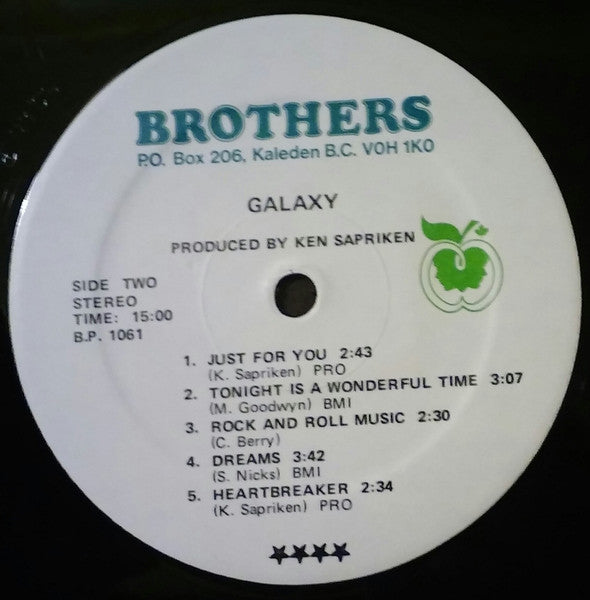 BROTHERS
P.O. Box 206, Kaleden B.C. V0H 1K0
GALAXY
PRODUCED BY KEN SAPRIKEN
SIDE TWO
STEREO
TIME: 15:00
B.P. 1061
1. JUST FOR YOU 2:43
(K. Sapriken) PRO
2. TONIGHT IS A WONDERFUL TIME 3:07
(M. Goodwyn) BMI
3. ROCK AND ROLL MUSIC 2:30
(C. Berry)
4. DREAMS 3:42
(S. Nicks) BMI
5. HEARTBREAKER 2:34
(K. Sapriken) PRO